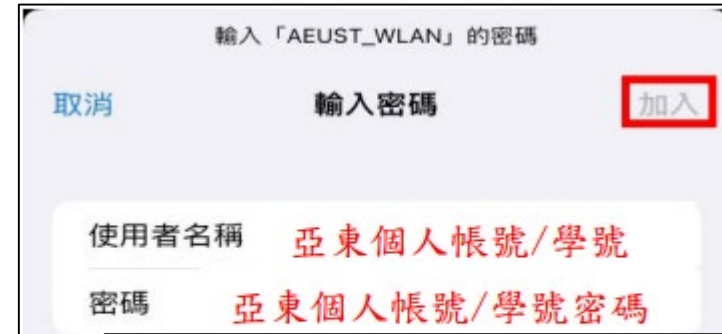 輸入「AEUST_WLAN」的密碼
取消 輸入密碼 加入
使用者名稱 亞東個人帳號/學號
密碼 亞東個人帳號/學號密碼